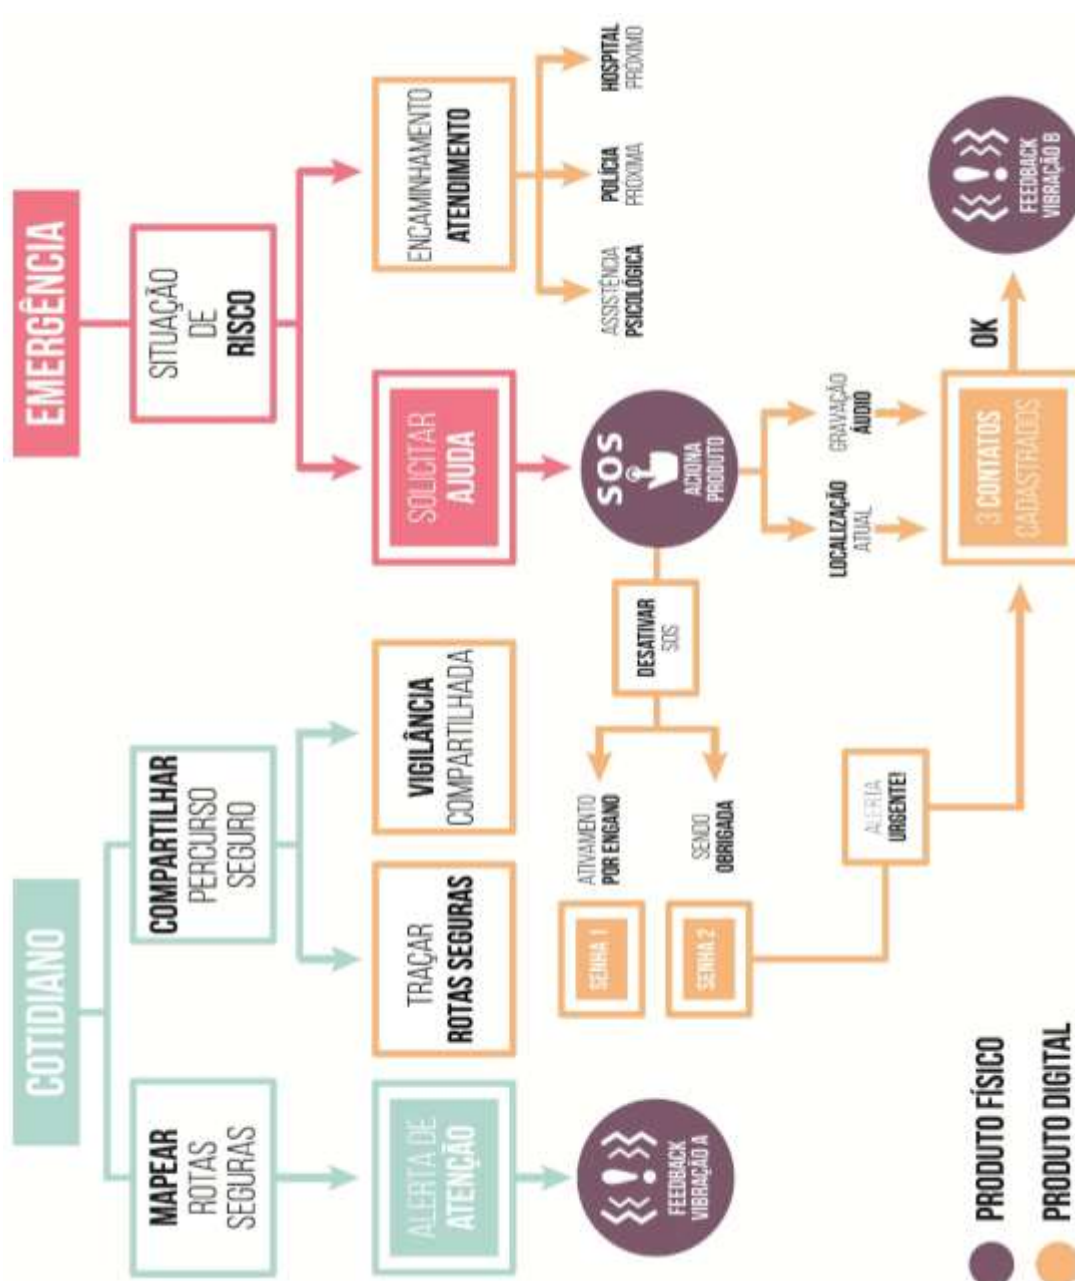 COTIDIANO
EMERGÊNCIA
MAPEAR
ROTAS
SEGURAS
COMPARTILHAR
PERCURSO
SEGURO
SITUAÇÃO
DE
RISCO
ALERTA DE
ATENÇÃO
TRAÇAR
ROTAS SEGURAS
VIGILÂNCIA
COMPARTILHADA
SOLICITAR
AJUDA
ENCAMINHAMENTO
ATENDIMENTO
FEEDBACK
VIBRAÇÃO A
SENHA 1
ATIVAMENTO
POR ENGANO
SENHA 2
SENDO
OBRIGADA
DESATIVAR
SOS
SOS
ACIONA
PRODUTO
ASSISTÊNCIA
PSICOLÓGICA
POLÍCIA
PRÓXIMA
HOSPITAL
PRÓXIMO
ALERTA
URGENTE!
LOCALIZAÇÃO
ATUAL
GRAVAÇÃO
ÁUDIO
3 CONTATOS
CADASTRADOS
OK
FEEDBACK
VIBRAÇÃO B
PRODUTO FÍSICO
PRODUTO DIGITAL